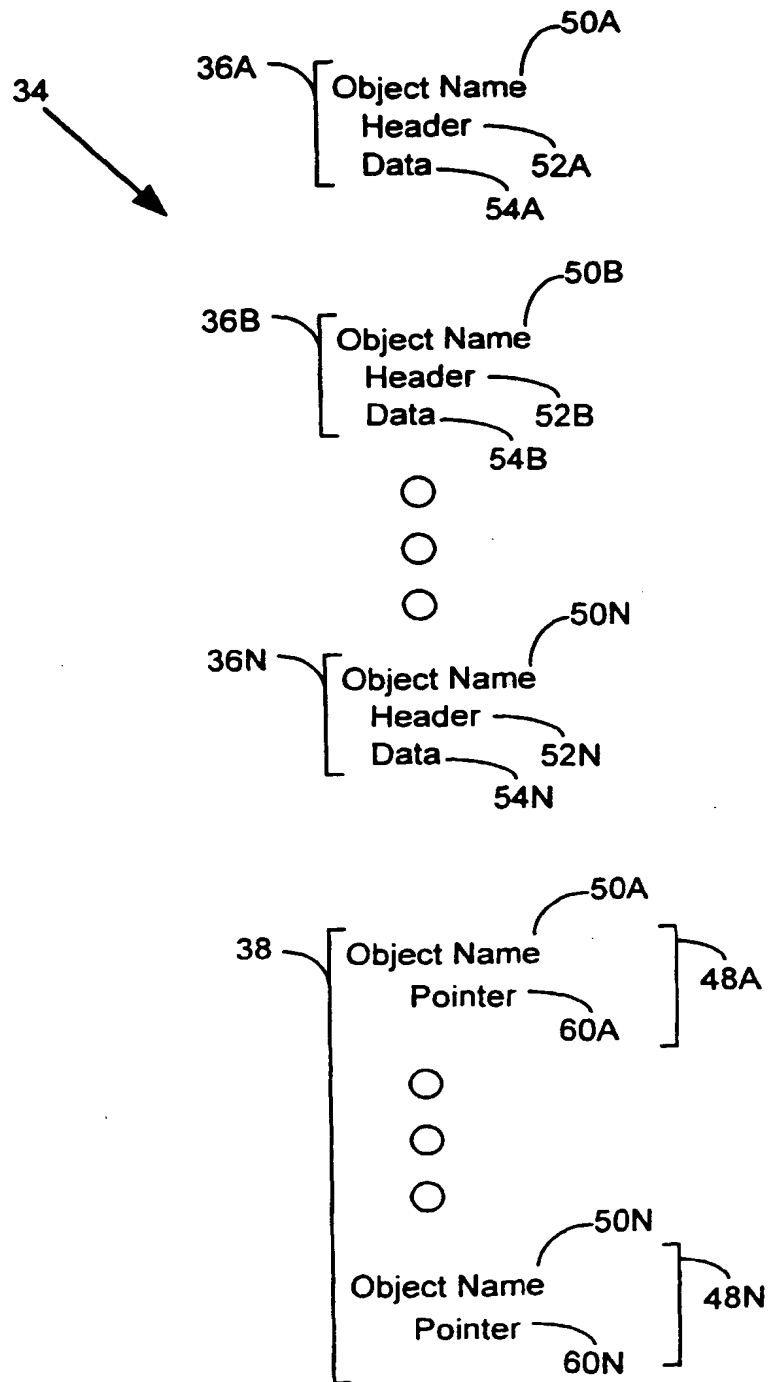 50A
36A
Object Name
34
Header
52A
Data
54A
50B
36B
Object Name
Header
52B
Data
54B
50N
36N
Object Name
Header
52N
Data
54N
50A
38
Object Name
48A
Pointer
60A
50N
Object Name
48N
Pointer
60N